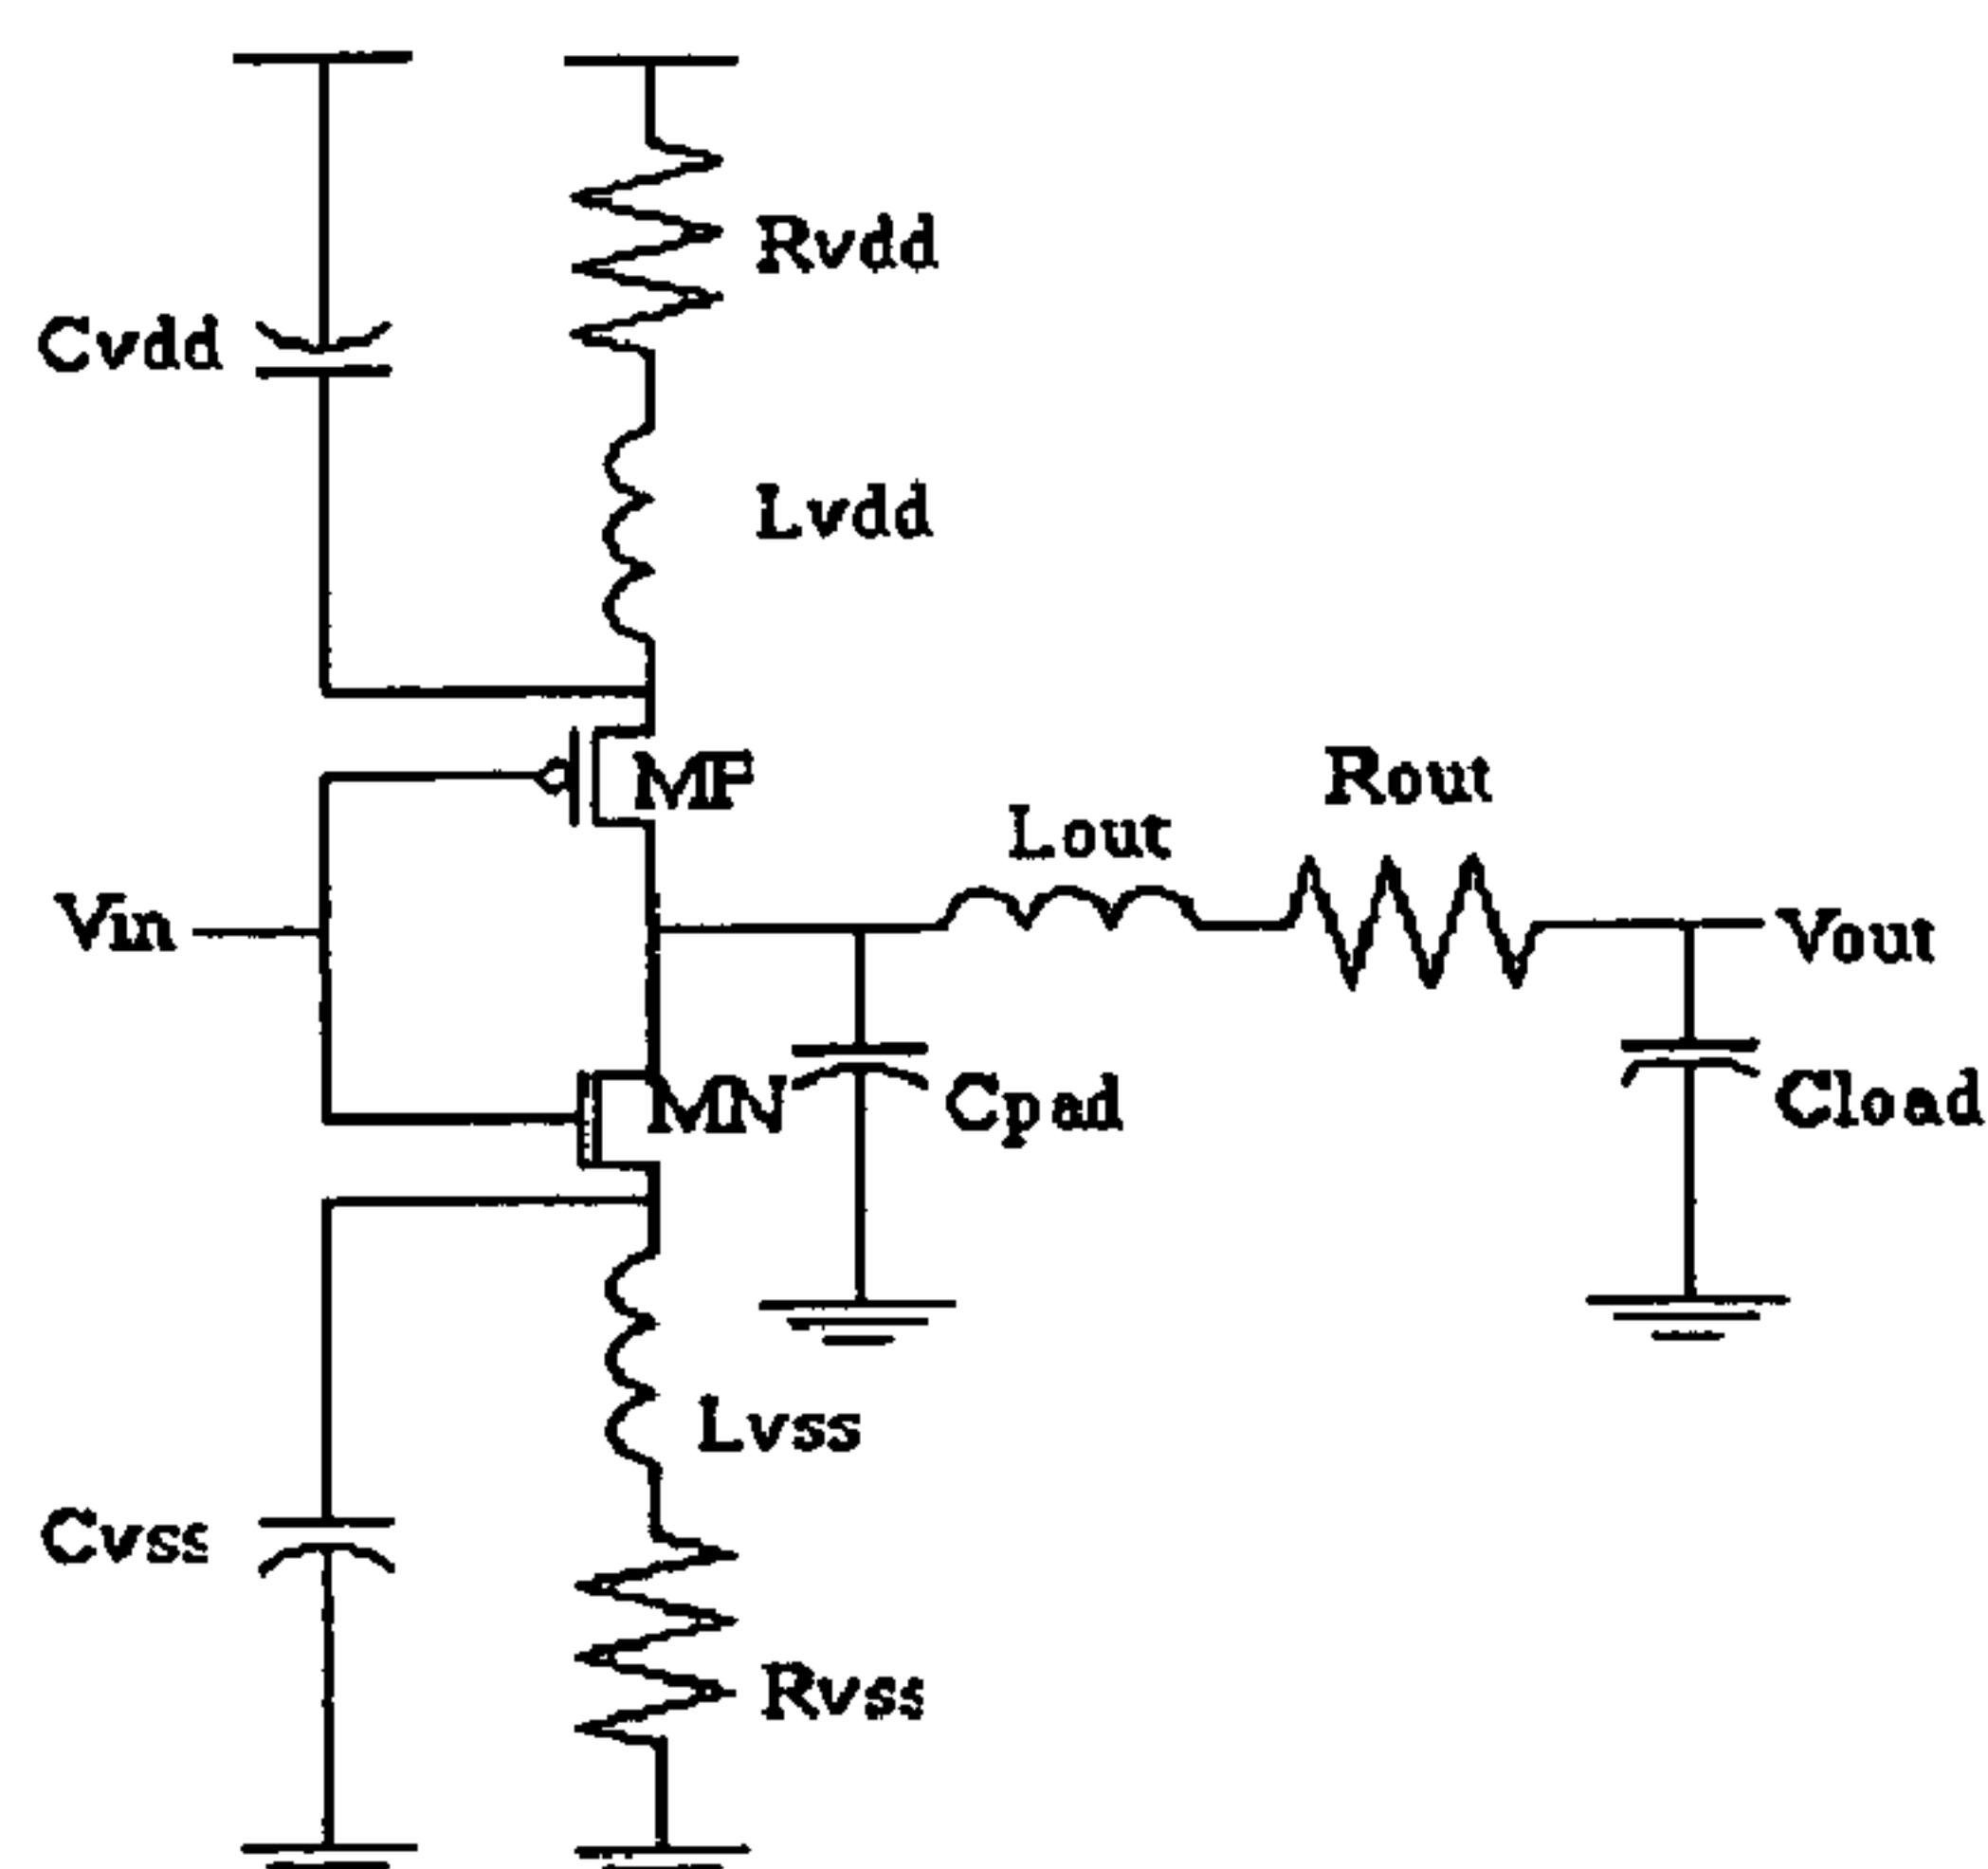 Rvdd
Cvdd
Lvdd
MP
Rout
Lout
Vin
Vout
MN
Cpad
Cload
Lvss
Cvss
Rvss